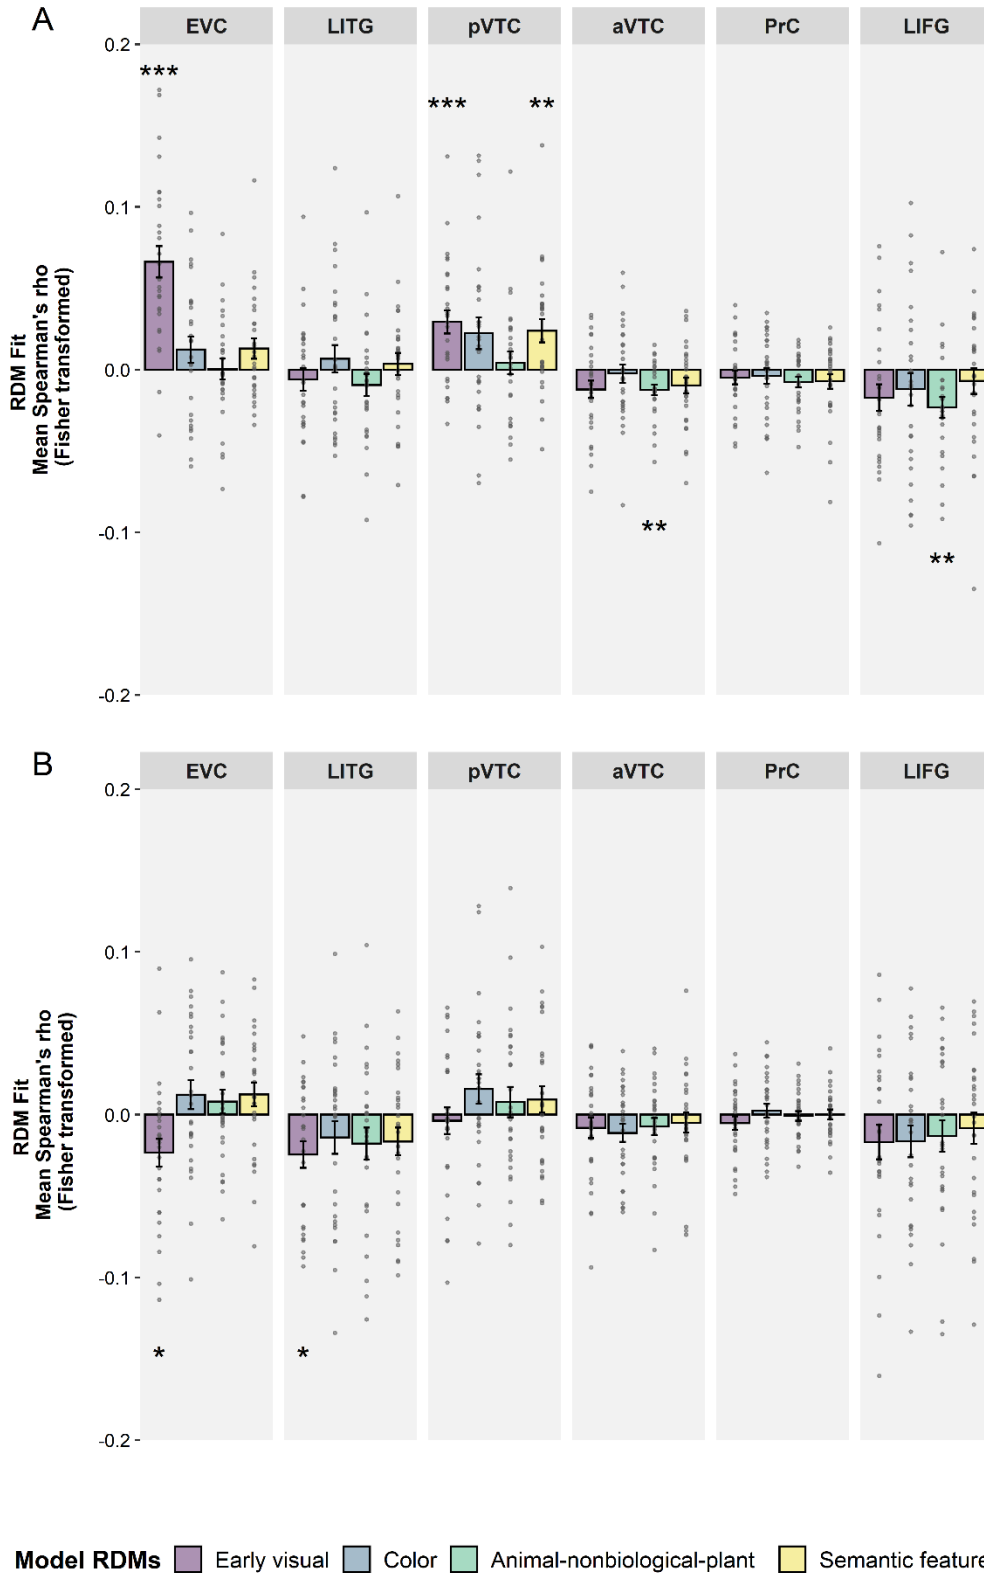 A
EVC LITG pVTC aVTC PrC LIFG
0.2
***
*** **
0.1
0.0
RDM Fit
Mean Spearman's rho
(Fisher transformed)
**
-0.1
**
-0.2
B
EVC LITG pVTC aVTC PrC LIFG
0.2
0.1
0.0
RDM Fit
Mean Spearman's rho
(Fisher transformed)
-0.1
* *
-0.2
Model RDMs Early visual Color Animal-nonbiological-plant Semantic feature